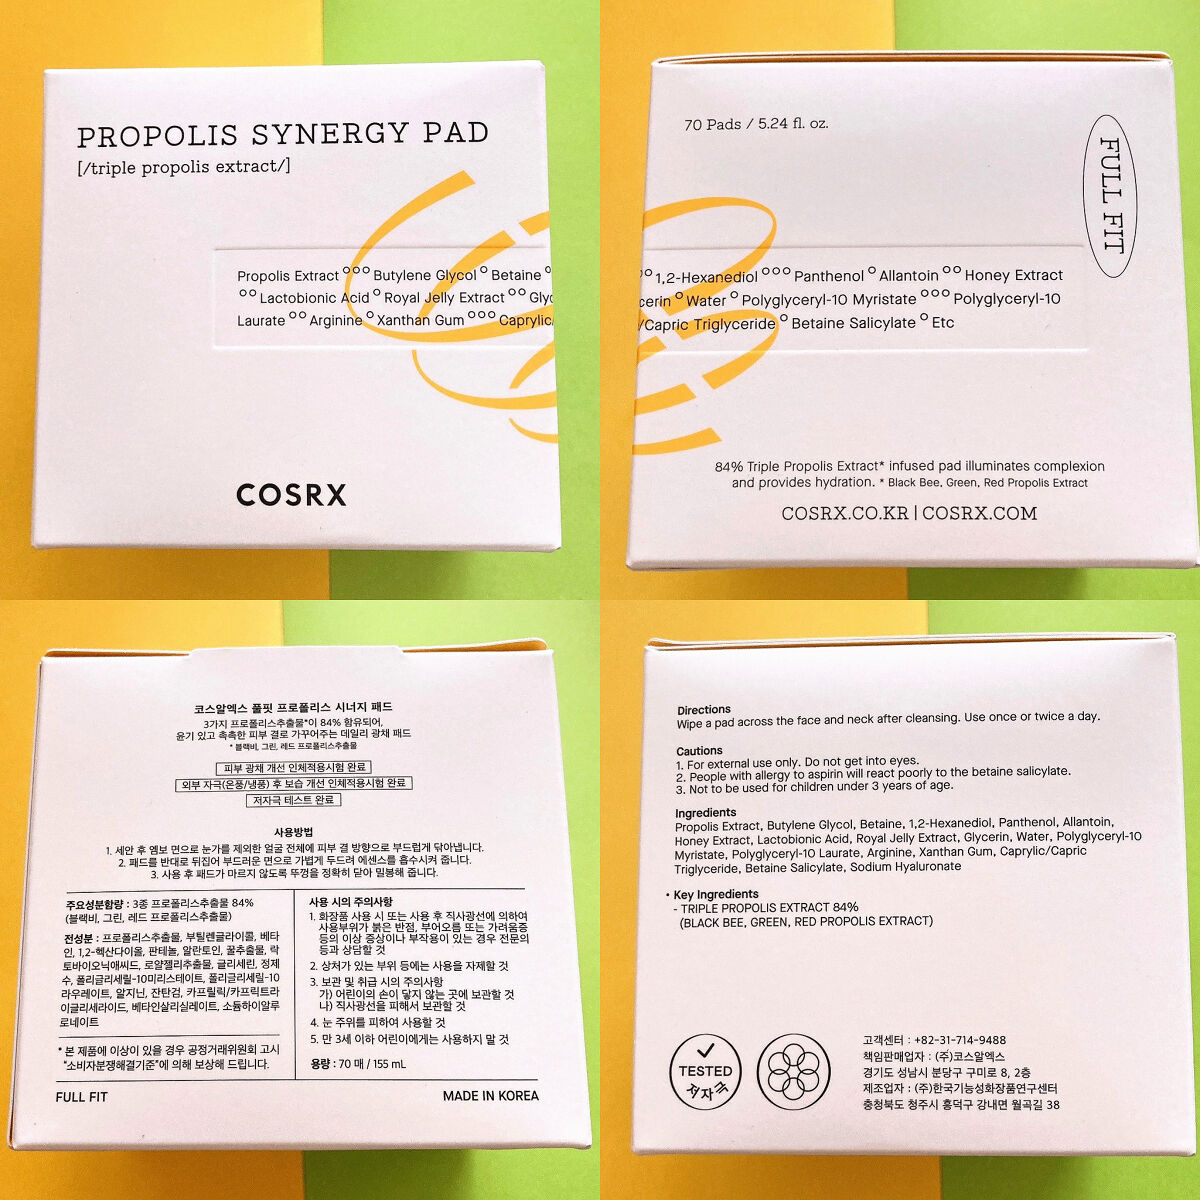 PROPOLIS SYNERGY PAD
[/triple propolis extract/]
Propolis Extract °°° Butylene Glycol ° Betaine °
°° Lactobionic Acid ° Royal Jelly Extract °° Glyc
Laurate °° Arginine ° Xanthan Gum °°° Caprylic/
COSRX
70 Pads / 5.24 fl. oz.
FULL FIT
°° 1,2-Hexanediol °°° Panthenol ° Allantoin °° Honey Extract
cerin ° Water ° Polyglyceryl-10 Myristate °°° Polyglyceryl-10
/Capric Triglyceride ° Betaine Salicylate ° Etc
84% Triple Propolis Extract* infused pad illuminates complexion
and provides hydration. * Black Bee, Green, Red Propolis Extract
COSRX.CO.KR | COSRX.COM
코스알엑스 풀핏 프로폴리스 시너지 패드
3가지 프로폴리스추출물*이 84% 함유되어,
윤기 있고 촉촉한 피부 결로 가꾸어주는 데일리 광채 패드
* 블랙비, 그린, 레드 프로폴리스추출물
피부 광채 개선 인체적용시험 완료
외부 자극(온풍/냉풍) 후 보습 개선 인체적용시험 완료
저자극 테스트 완료
사용방법
1. 세안 후 엠보 면으로 눈가를 제외한 얼굴 전체에 피부 결 방향으로 부드럽게 닦아냅니다.
2. 패드를 반대로 뒤집어 부드러운 면으로 가볍게 두드려 에센스를 흡수시켜 줍니다.
3. 사용 후 패드가 마르지 않도록 뚜껑을 정확히 닫아 밀봉해 줍니다.
주요성분함량 : 3종 프로폴리스추출물 84%
(블랙비, 그린, 레드 프로폴리스추출물)
전성분 : 프로폴리스추출물, 부틸렌글라이콜, 베타
인, 1,2-헥산다이올, 판테놀, 알란토인, 꿀추출물, 락
토바이오닉애씨드, 로얄젤리추출물, 글리세린, 정제
수, 폴리글리세릴-10미리스테이트, 폴리글리세릴-10
라우레이트, 알지닌, 잔탄검, 카프릴릭/카프릭트라
이글리세라이드, 베타인살리실레이트, 소듐하이알루
로네이트
* 본 제품에 이상이 있을 경우 공정거래위원회 고시
"소비자분쟁해결기준"에 의해 보상해 드립니다.
사용 시의 주의사항
1. 화장품 사용 시 또는 사용 후 직사광선에 의하여
사용부위가 붉은 반점, 부어오름 또는 가려움증
등의 이상 증상이나 부작용이 있는 경우 전문의
등과 상담할 것
2. 상처가 있는 부위 등에는 사용을 자제할 것
3. 보관 및 취급 시의 주의사항
가) 어린이의 손이 닿지 않는 곳에 보관할 것
나) 직사광선을 피해서 보관할 것
4. 눈 주위를 피하여 사용할 것
5. 만 3세 이하 어린이에게는 사용하지 말 것
용량 : 70 매 / 155 mL
FULL FIT
MADE IN KOREA
Directions
Wipe a pad across the face and neck after cleansing. Use once or twice a day.
Cautions
1. For external use only. Do not get into eyes.
2. People with allergy to aspirin will react poorly to the betaine salicylate.
3. Not to be used for children under 3 years of age.
Ingredients
Propolis Extract, Butylene Glycol, Betaine, 1,2-Hexanediol, Panthenol, Allantoin,
Honey Extract, Lactobionic Acid, Royal Jelly Extract, Glycerin, Water, Polyglyceryl-10
Myristate, Polyglyceryl-10 Laurate, Arginine, Xanthan Gum, Caprylic/Capric
Triglyceride, Betaine Salicylate, Sodium Hyaluronate
• Key Ingredients
- TRIPLE PROPOLIS EXTRACT 84%
(BLACK BEE, GREEN, RED PROPOLIS EXTRACT)
TESTED
저자극
고객센터 : +82-31-714-9488
책임판매업자 : (주)코스알엑스
경기도 성남시 분당구 구미로 8, 2층
제조업자 : (주)한국기능성화장품연구센터
충청북도 청주시 흥덕구 강내면 월곡길 38